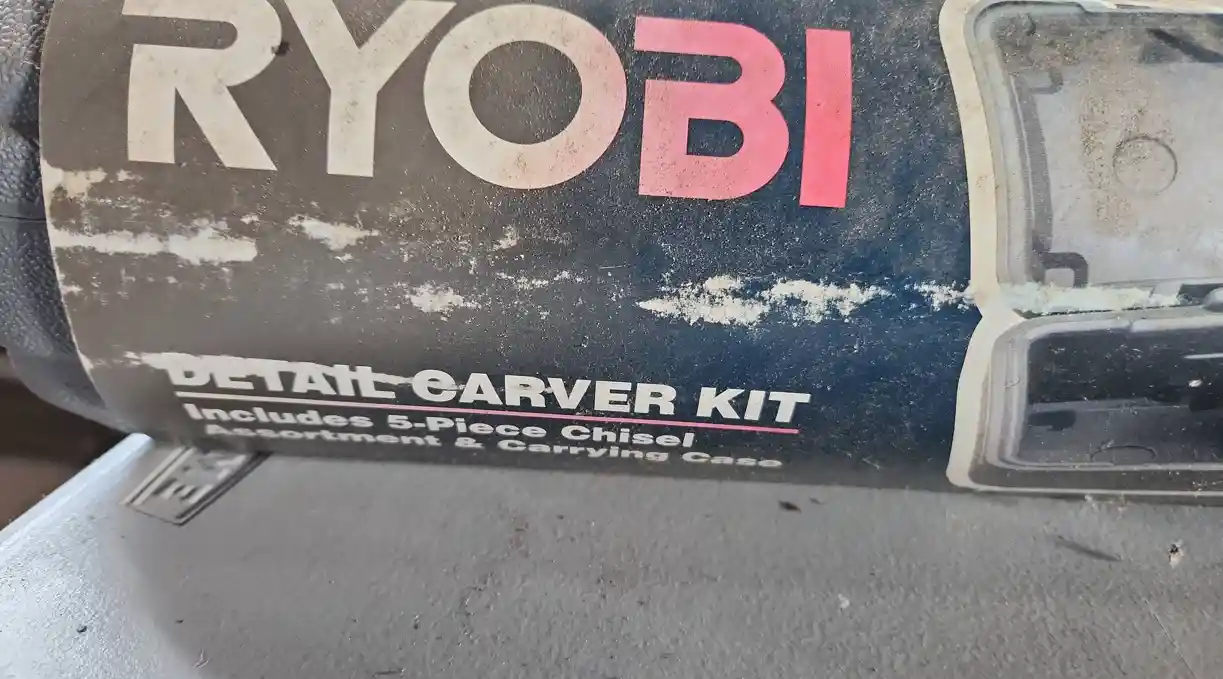 RYOBI
DETAIL CARVER KIT
Includes 5-Piece Chisel
Assortment & Carrying Case